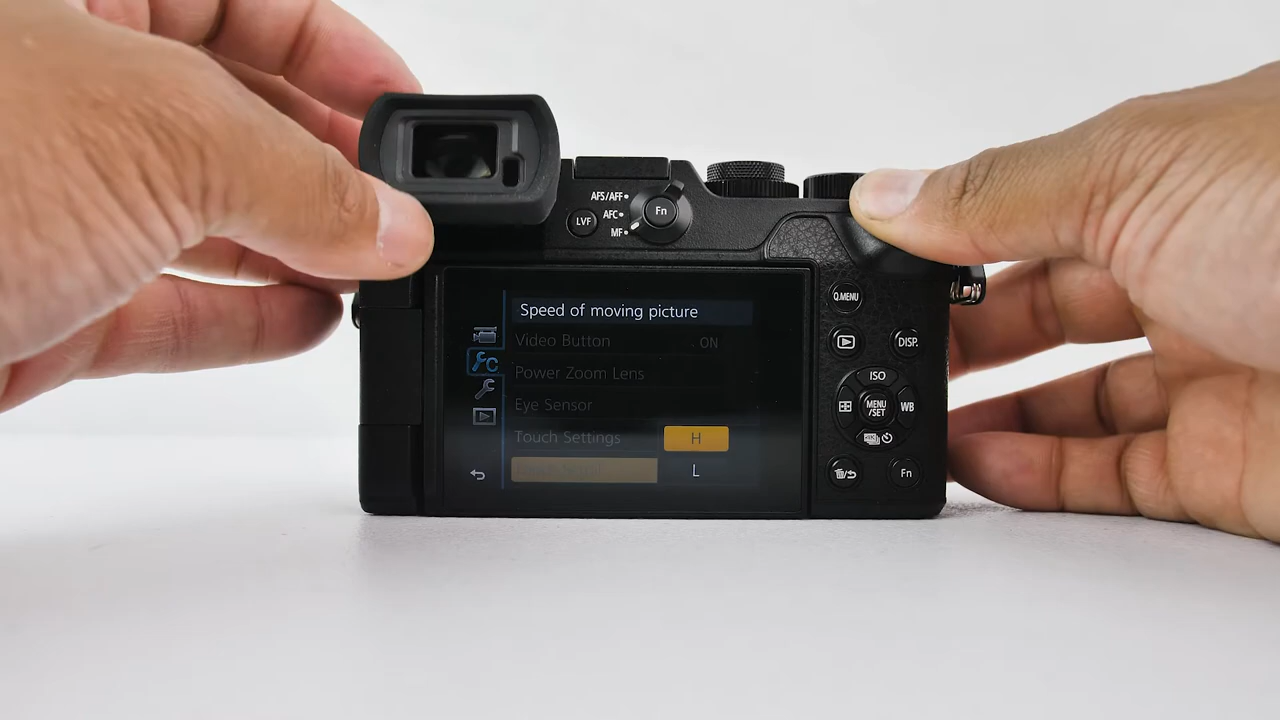 AFS/AFF
AFC
MF
LVF
Fn
Q.MENU
DISP.
ISO
MENU
/SET
WB
Fn
Speed of moving picture
Video Button ON
Power Zoom Lens
Eye Sensor
Touch Settings H
L
C